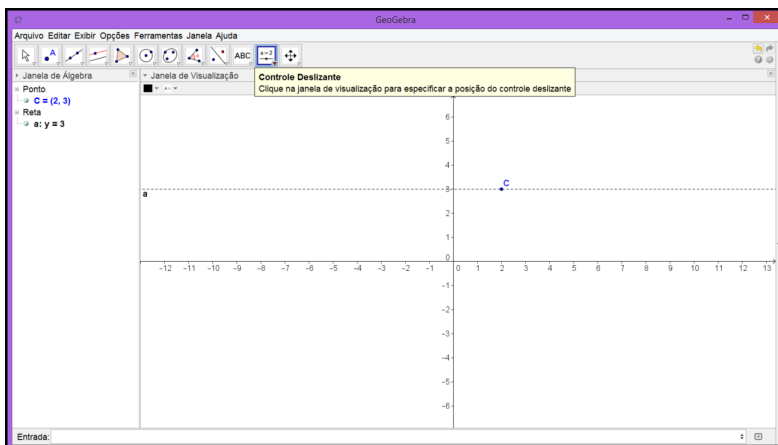 GeoGebra
Arquivo Editar Exibir Opções Ferramentas Janela Ajuda
A
ABC
a=2
Janela de Álgebra
Janela de Visualização
Controle Deslizante
Clique na janela de visualização para especificar a posição do controle deslizante
Ponto
C = (2, 3)
Reta
a: y = 3
6
5
4
C
3
a
2
1
0
-12 -11 -10 -9 -8 -7 -6 -5 -4 -3 -2 -1 0 1 2 3 4 5 6 7 8 9 10 11 12 13
-1
-2
-3
-4
-5
-6
Entrada: